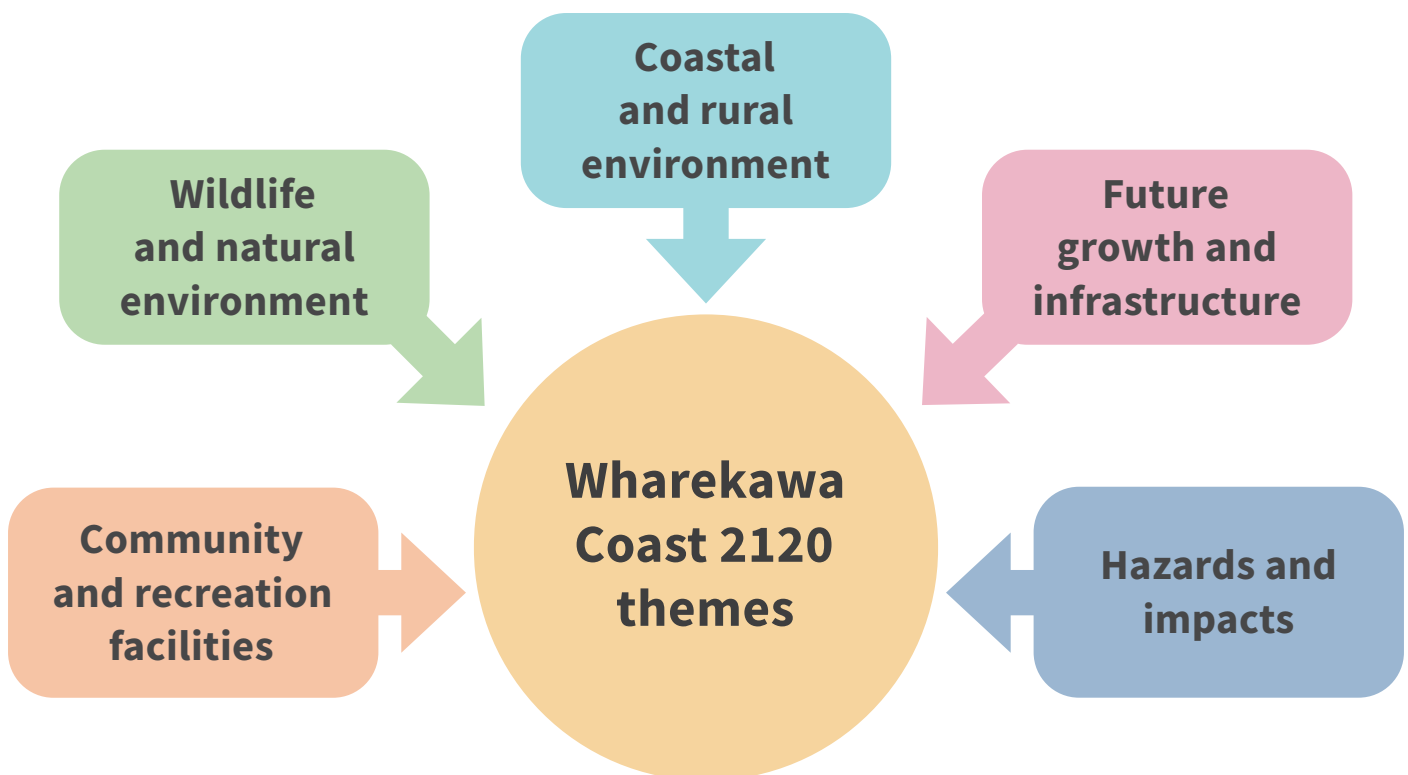 Coastal
and rural
environment
Wildlife
and natural
environment
Future
growth and
infrastructure
Community
and recreation
facilities
Wharekawa
Coast 2120
themes
Hazards and
impacts